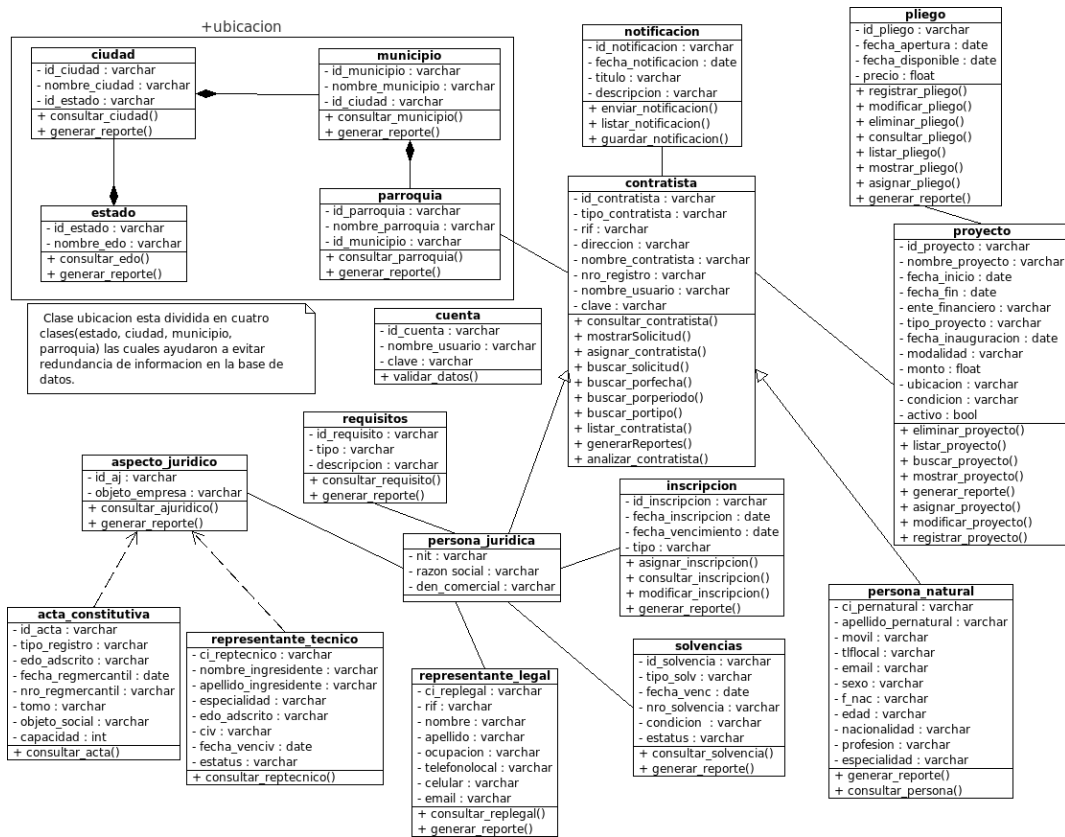 +ubicacion
ciudad
- id_ciudad : varchar
- nombre_ciudad : varchar
- id_estado : varchar
+ consultar_ciudad()
+ generar_reporte()
municipio
- id_municipio : varchar
- nombre_municipio : varchar
- id_ciudad : varchar
+ consultar_municipio()
+ generar_reporte()
estado
- id_estado : varchar
- nombre_edo : varchar
+ consultar_edo()
+ generar_reporte()
parroquia
- id_parroquia : varchar
- nombre_parroquia : varchar
- id_municipio : varchar
+ consultar_parroquia()
+ generar_reporte()
Clase ubicacion esta dividida en cuatro
clases(estado, ciudad, municipio,
parroquia) las cuales ayudaron a evitar
redundancia de informacion en la base de
datos.
notificacion
- id_notificacion : varchar
- fecha_notificacion : date
- titulo : varchar
- descripcion : varchar
+ enviar_notificacion()
+ listar_notificacion()
+ guardar_notificacion()
pliego
- id_pliego : varchar
- fecha_apertura : date
- fecha_disponible : date
- precio : float
+ registrar_pliego()
+ modificar_pliego()
+ eliminar_pliego()
+ consultar_pliego()
+ listar_pliego()
+ mostrar_pliego()
+ asignar_pliego()
+ generar_reporte()
contratista
- id_contratista : varchar
- tipo_contratista : varchar
- rif : varchar
- direccion : varchar
- nombre_contratista : varchar
- nro_registro : varchar
- nombre_usuario : varchar
- clave : varchar
+ consultar_contratista()
+ mostrarSolicitud()
+ asignar_contratista()
+ buscar_solicitud()
+ buscar_porfecha()
+ buscar_porperiodo()
+ buscar_portipo()
+ listar_contratista()
+ generarReportes()
+ analizar_contratista()
proyecto
- id_proyecto : varchar
- nombre_proyecto : varchar
- fecha_inicio : date
- fecha_fin : date
- ente_financiero : varchar
- tipo_proyecto : varchar
- fecha_inauguracion : date
- modalidad : varchar
- monto : float
- ubicacion : varchar
- condicion : varchar
- activo : bool
+ eliminar_proyecto()
+ listar_proyecto()
+ buscar_proyecto()
+ mostrar_proyecto()
+ generar_reporte()
+ asignar_proyecto()
+ modificar_proyecto()
+ registrar_proyecto()
cuenta
- id_cuenta : varchar
- nombre_usuario : varchar
- clave : varchar
+ validar_datos()
requisitos
- id_requisito : varchar
- tipo : varchar
- descripcion : varchar
+ consultar_requisito()
+ generar_reporte()
aspecto_juridico
- id_aj : varchar
- objeto_empresa : varchar
+ consultar_ajuridico()
+ generar_reporte()
persona_juridica
- nit : varchar
- razon social : varchar
- den_comercial : varchar
inscripcion
- id_inscripcion : varchar
- fecha_inscripcion : date
- fecha_vencimiento : date
- tipo : varchar
+ asignar_inscripcion()
+ consultar_inscripcion()
+ modificar_inscripcion()
+ generar_reporte()
acta_constitutiva
- id_acta : varchar
- tipo_registro : varchar
- edo_adscrito : varchar
- fecha_regmercantil : date
- nro_regmercantil : varchar
- tomo : varchar
- objeto_social : varchar
- capacidad : int
+ consultar_acta()
representante_tecnico
- ci_reptecnico : varchar
- nombre_ingresidente : varchar
- apellido_ingresidente : varchar
- especialidad : varchar
- edo_adscrito : varchar
- civ : varchar
- fecha_venciv : date
- estatus : varchar
+ consultar_reptecnico()
representante_legal
- ci_replegal : varchar
- rif : varchar
- nombre : varchar
- apellido : varchar
- ocupacion : varchar
- telefonolocal : varchar
- celular : varchar
- email : varchar
+ consultar_replegal()
+ generar_reporte()
solvencias
- id_solvencia : varchar
- tipo_solv : varchar
- fecha_venc : date
- nro_solvencia : varchar
- condicion : varchar
- estatus : varchar
+ consultar_solvencia()
+ generar_reporte()
persona_natural
- ci_pernatural : varchar
- apellido_pernatural : varchar
- movil : varchar
- tlflocal : varchar
- email : varchar
- sexo : varchar
- f_nac : varchar
- edad : varchar
- nacionalidad : varchar
- profesion : varchar
- especialidad : varchar
+ generar_reporte()
+ consultar_persona()